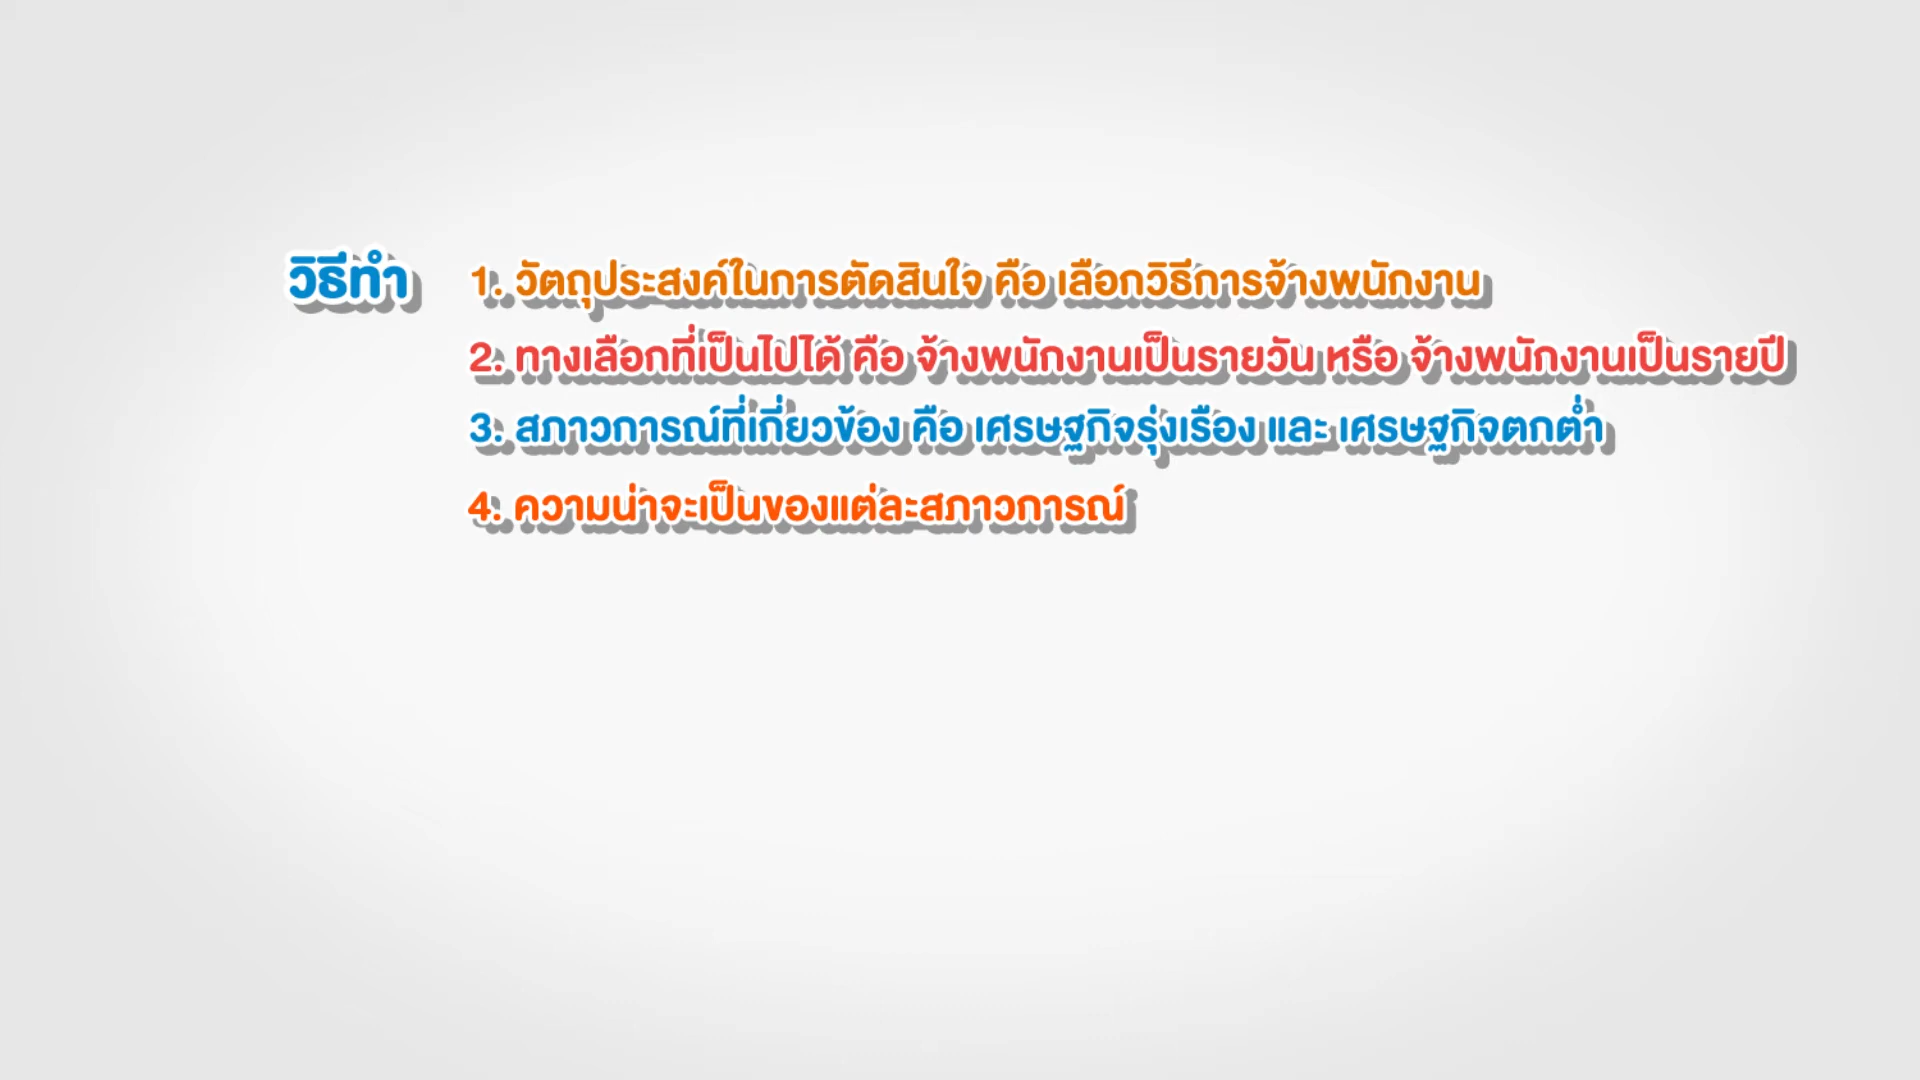 วิธีทำ 1. วัตถุประสงค์ในการตัดสินใจ คือ เลือกวิธีการจ้างพนักงาน
2. ทางเลือกที่เป็นไปได้ คือ จ้างพนักงานเป็นรายวัน หรือ จ้างพนักงานเป็นรายปี
3. สภาวการณ์ที่เกี่ยวข้อง คือ เศรษฐกิจรุ่งเรือง และ เศรษฐกิจตกต่ำ
4. ความน่าจะเป็นของแต่ละสภาวการณ์